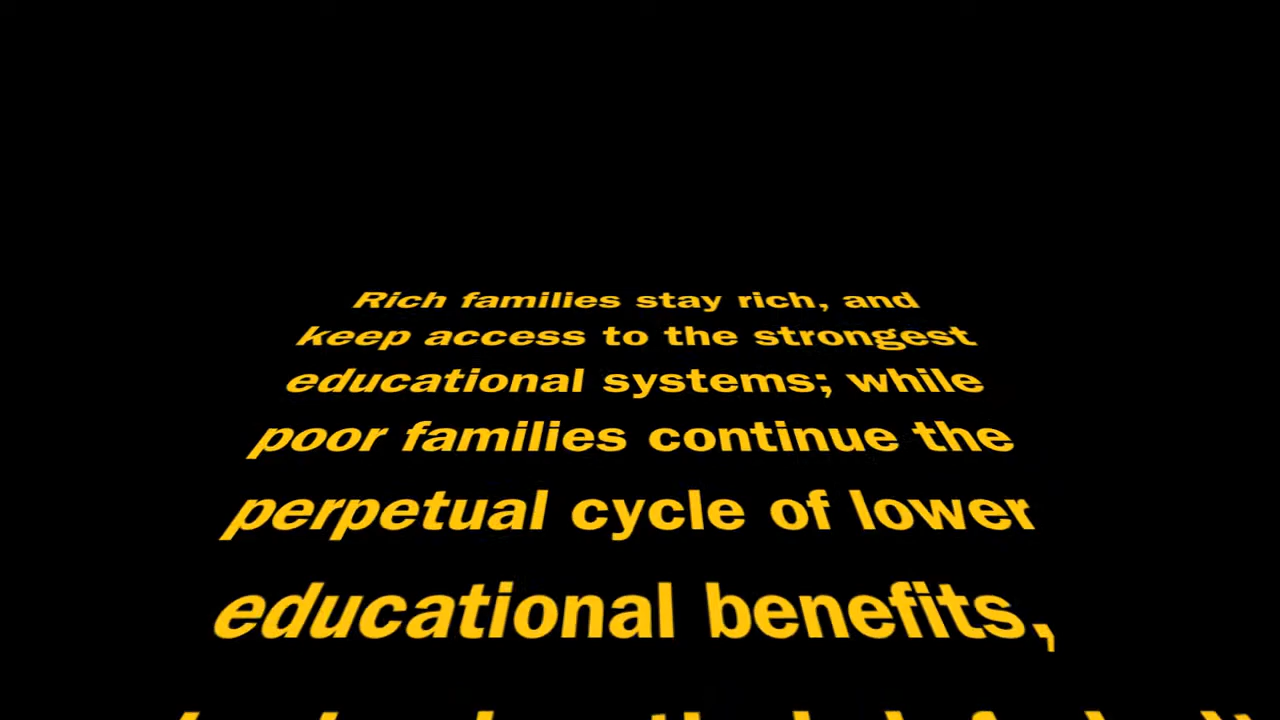 Rich families stay rich, and
keep access to the strongest
educational systems; while
poor families continue the
perpetual cycle of lower
educational benefits,